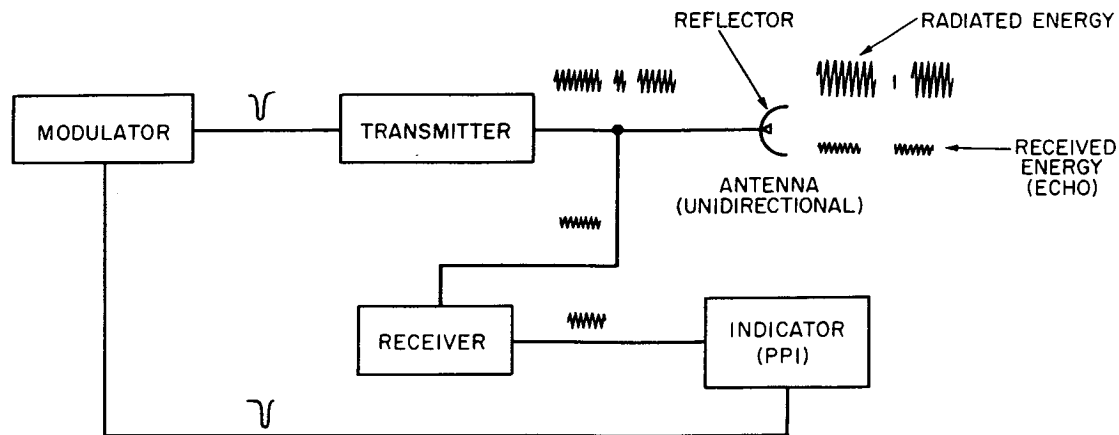 REFLECTOR
RADIATED ENERGY
MODULATOR
TRANSMITTER
RECEIVED
ENERGY
(ECHO)
ANTENNA
(UNIDIRECTIONAL)
RECEIVER
INDICATOR
(PPI)